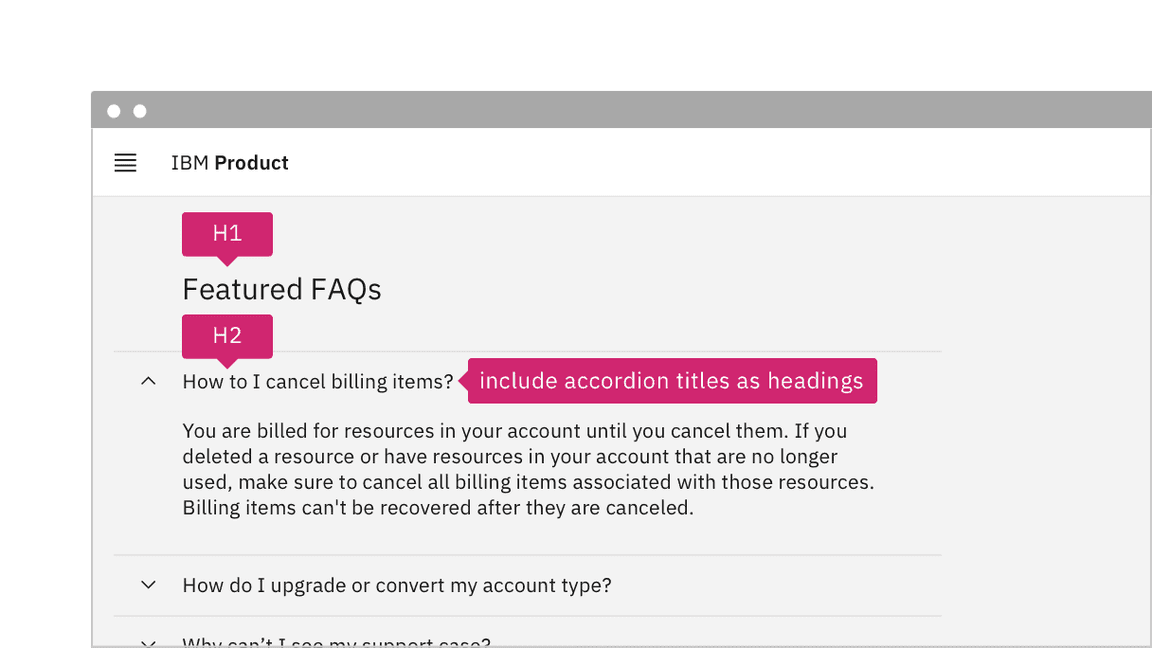 IBM Product
H1
Featured FAQs
H2
How to I cancel billing items?
include accordion titles as headings
You are billed for resources in your account until you cancel them. If you
deleted a resource or have resources in your account that are no longer
used, make sure to cancel all billing items associated with those resources.
Billing items can't be recovered after they are canceled.
How do I upgrade or convert my account type?
Why can’t I see my support case?